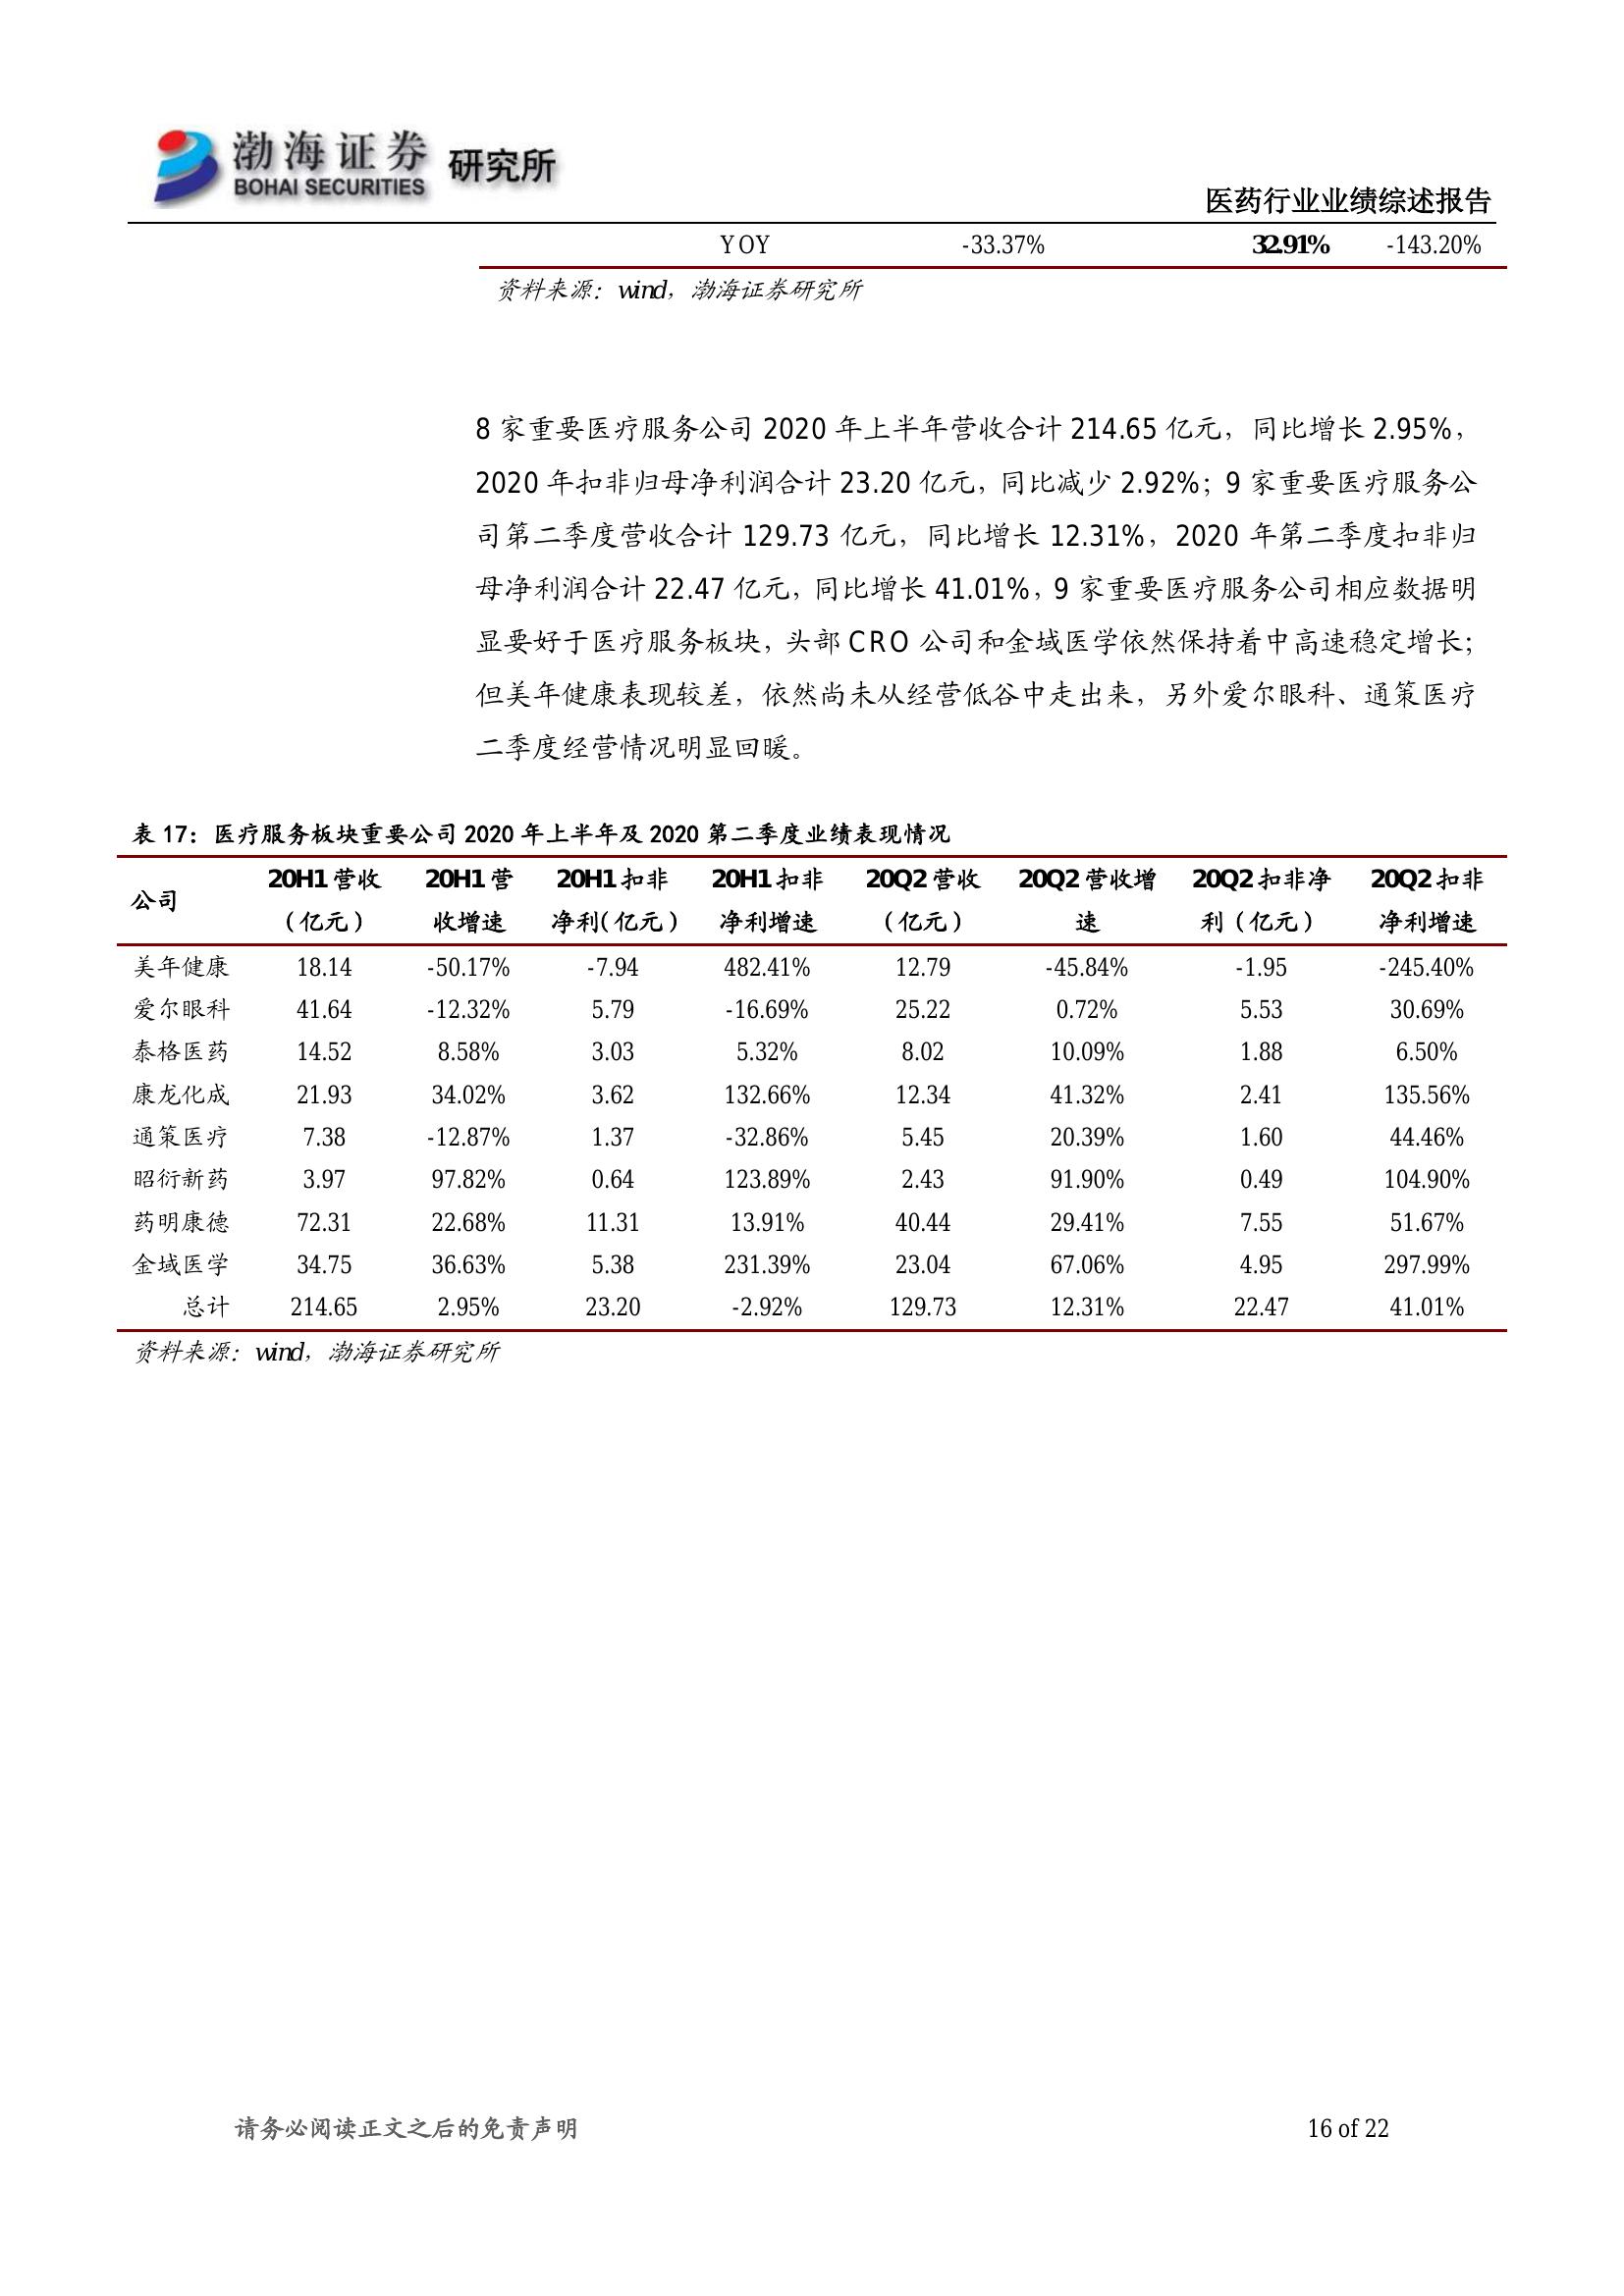 渤海证券 研究所
BOHAI SECURITIES
医药行业业绩综述报告
YOY -33.37% 32.91% -143.20%
资料来源：wind，渤海证券研究所
8 家重要医疗服务公司 2020 年上半年营收合计 214.65 亿元，同比增长 2.95%，
2020 年扣非归母净利润合计 23.20 亿元，同比减少 2.92%；9 家重要医疗服务公
司第二季度营收合计 129.73 亿元，同比增长 12.31%，2020 年第二季度扣非归
母净利润合计 22.47 亿元，同比增长 41.01%，9 家重要医疗服务公司相应数据明
显要好于医疗服务板块，头部 CRO 公司和金域医学依然保持着中高速稳定增长；
但美年健康表现较差，依然尚未从经营低谷中走出来，另外爱尔眼科、通策医疗
二季度经营情况明显回暖。
表 17：医疗服务板块重要公司 2020 年上半年及 2020 第二季度业绩表现情况
公司 20H1 营收（亿元） 20H1 营收增速 20H1 扣非净利（亿元） 20H1 扣非净利增速 20Q2 营收（亿元） 20Q2 营收增速 20Q2 扣非净利（亿元） 20Q2 扣非净利增速
美年健康 18.14 -50.17% -7.94 482.41% 12.79 -45.84% -1.95 -245.40%
爱尔眼科 41.64 -12.32% 5.79 -16.69% 25.22 0.72% 5.53 30.69%
泰格医药 14.52 8.58% 3.03 5.32% 8.02 10.09% 1.88 6.50%
康龙化成 21.93 34.02% 3.62 132.66% 12.34 41.32% 2.41 135.56%
通策医疗 7.38 -12.87% 1.37 -32.86% 5.45 20.39% 1.60 44.46%
昭衍新药 3.97 97.82% 0.64 123.89% 2.43 91.90% 0.49 104.90%
药明康德 72.31 22.68% 11.31 13.91% 40.44 29.41% 7.55 51.67%
金域医学 34.75 36.63% 5.38 231.39% 23.04 67.06% 4.95 297.99%
总计 214.65 2.95% 23.20 -2.92% 129.73 12.31% 22.47 41.01%
资料来源：wind，渤海证券研究所
请务必阅读正文之后的免责声明 16 of 22